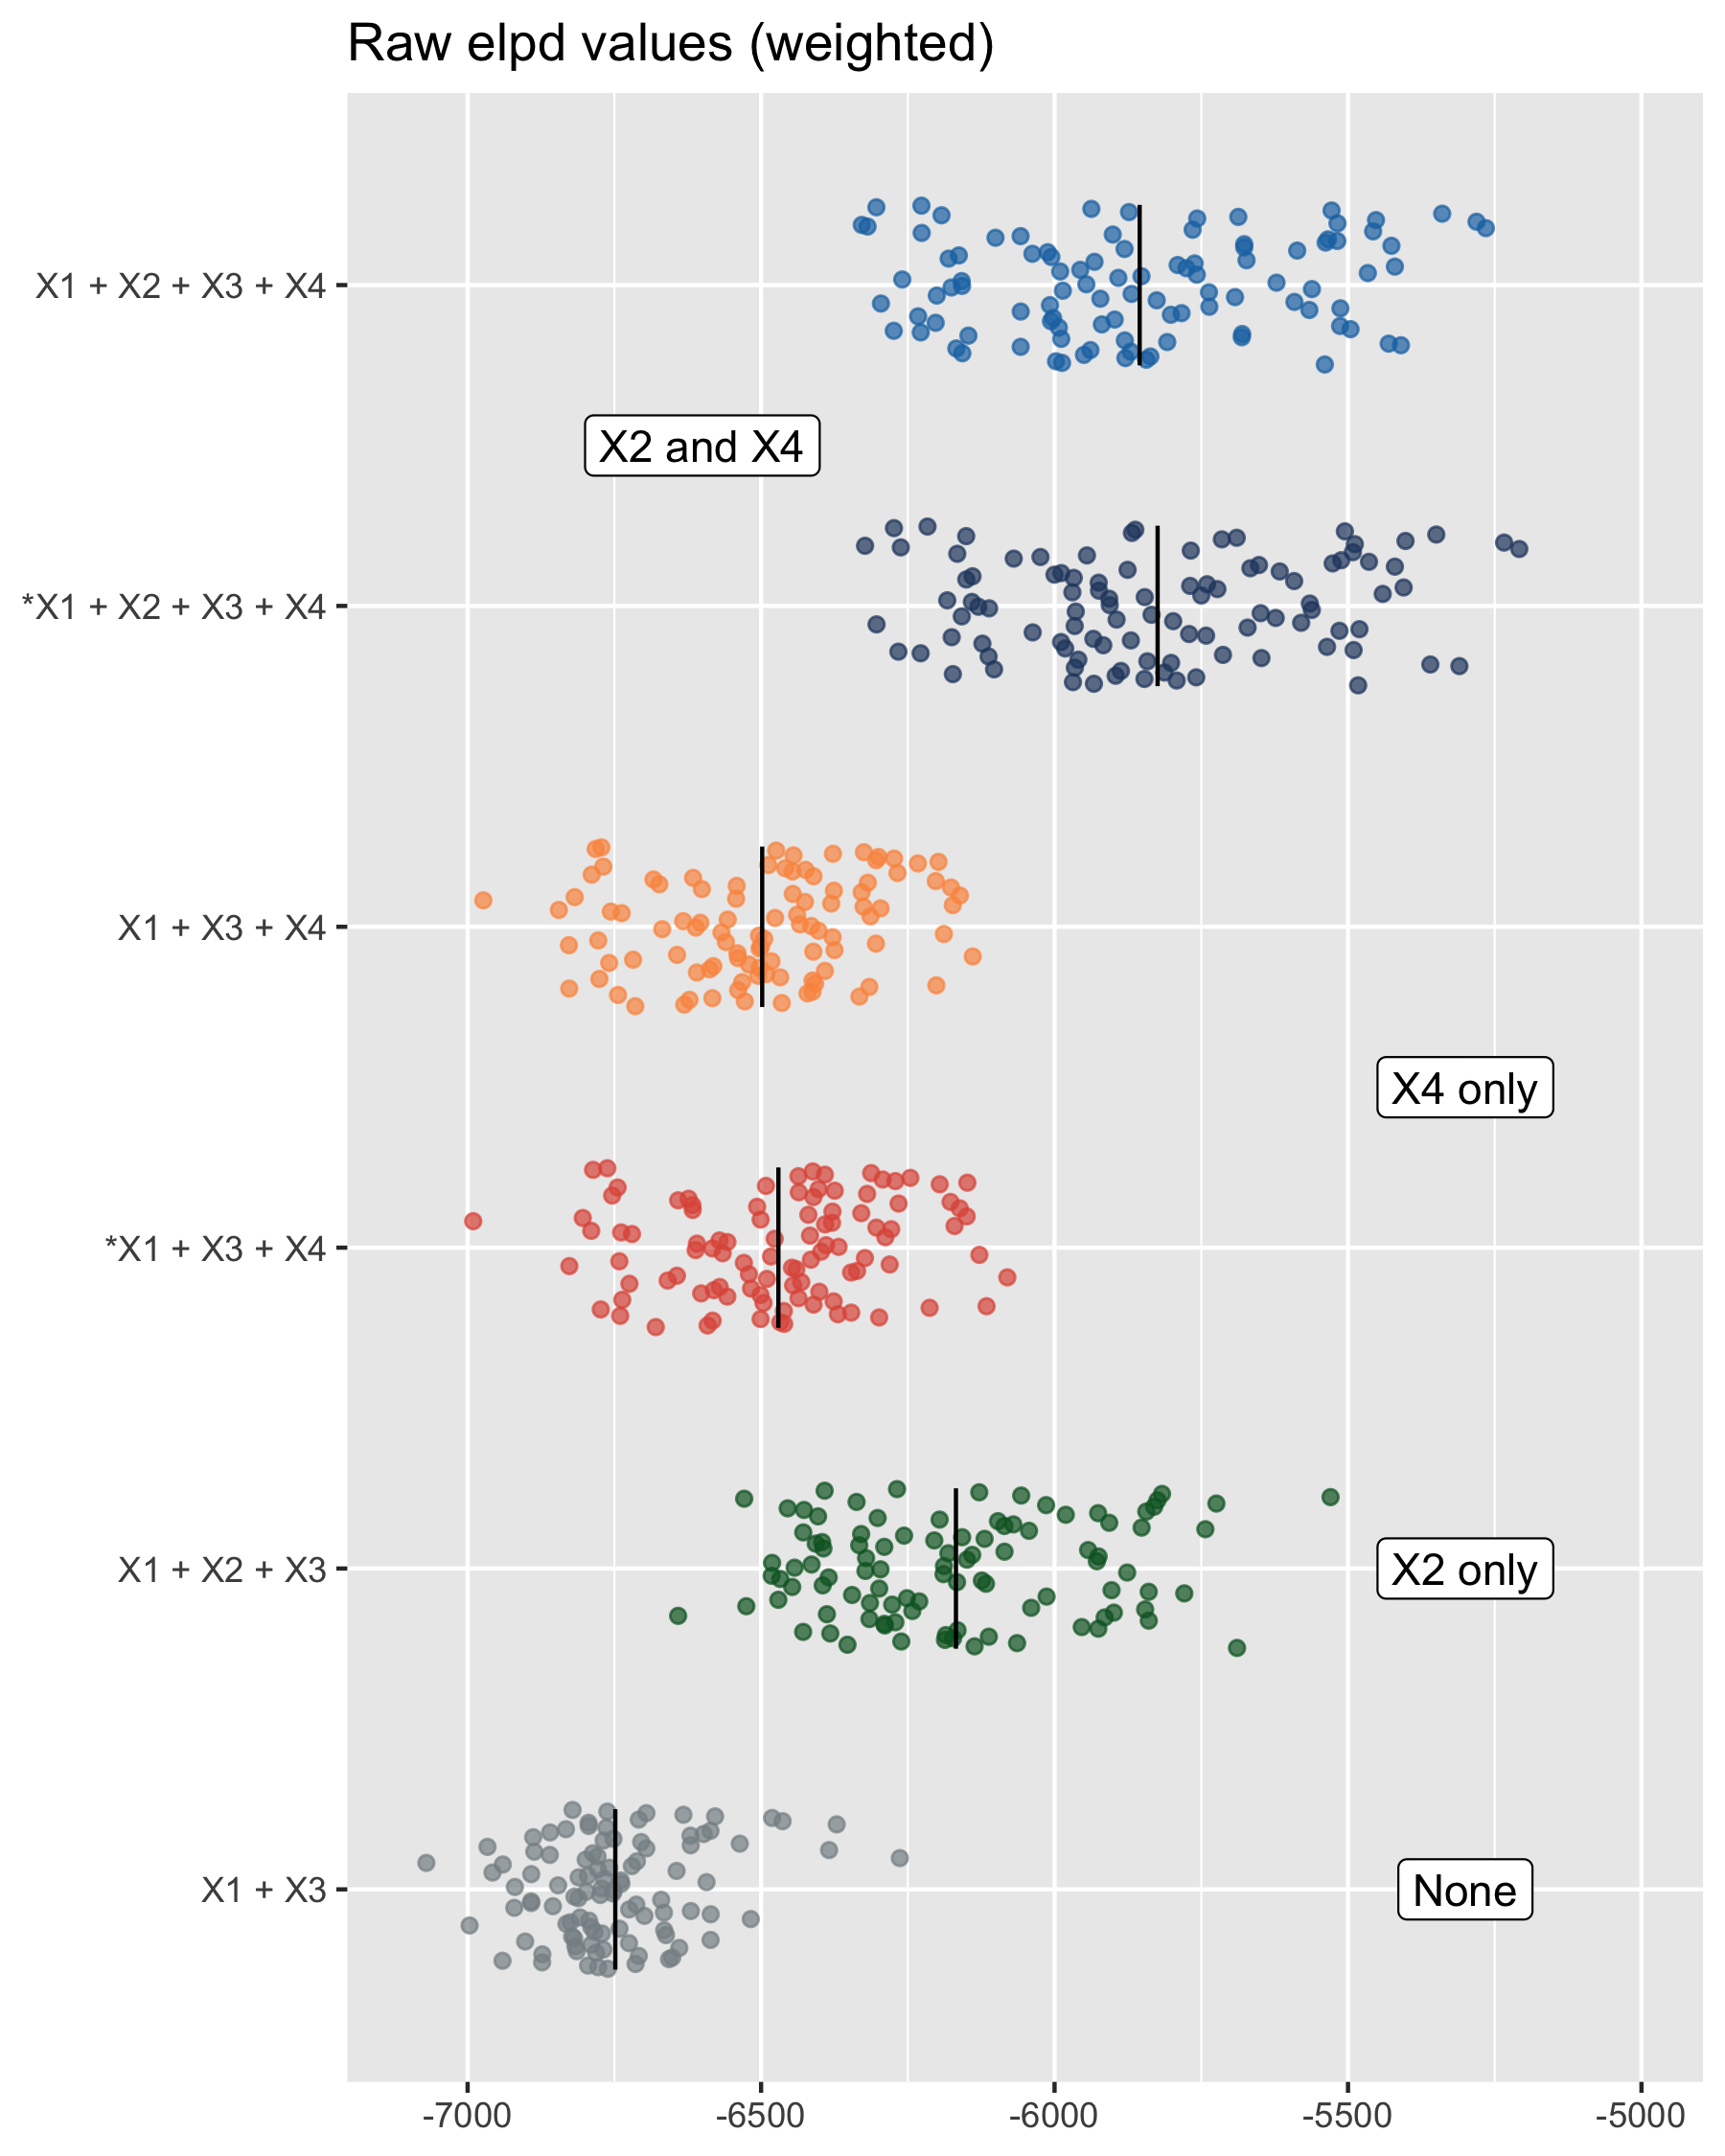 Raw elpd values (weighted)
X1 + X2 + X3 + X4
X2 and X4
*X1 + X2 + X3 + X4
X1 + X3 + X4
X4 only
*X1 + X3 + X4
X1 + X2 + X3
X2 only
X1 + X3
None
-7000
-6500
-6000
-5500
-5000